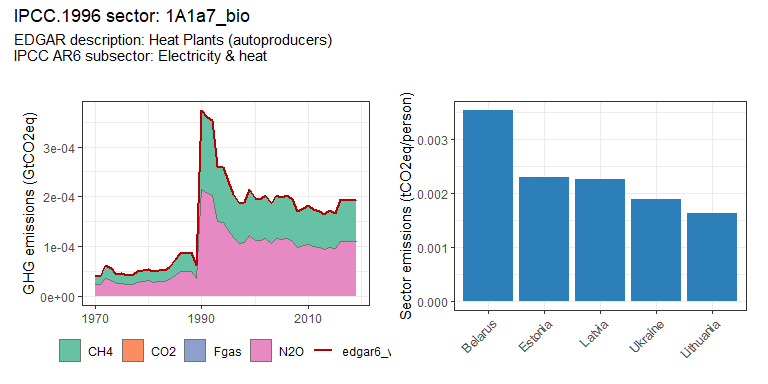 IPCC.1996 sector: 1A1a7_bio
EDGAR description: Heat Plants (autoproducers)
IPCC AR6 subsector: Electricity & heat
GHG emissions (GtCO2eq)
3e-04
2e-04
1e-04
0e+00
1970
1990
2010
CH4
CO2
Fgas
N2O
edgar6_v
Sector emissions (tCO2eq/person)
0.003
0.002
0.001
0.000
Belarus
Estonia
Latvia
Ukraine
Lithuania